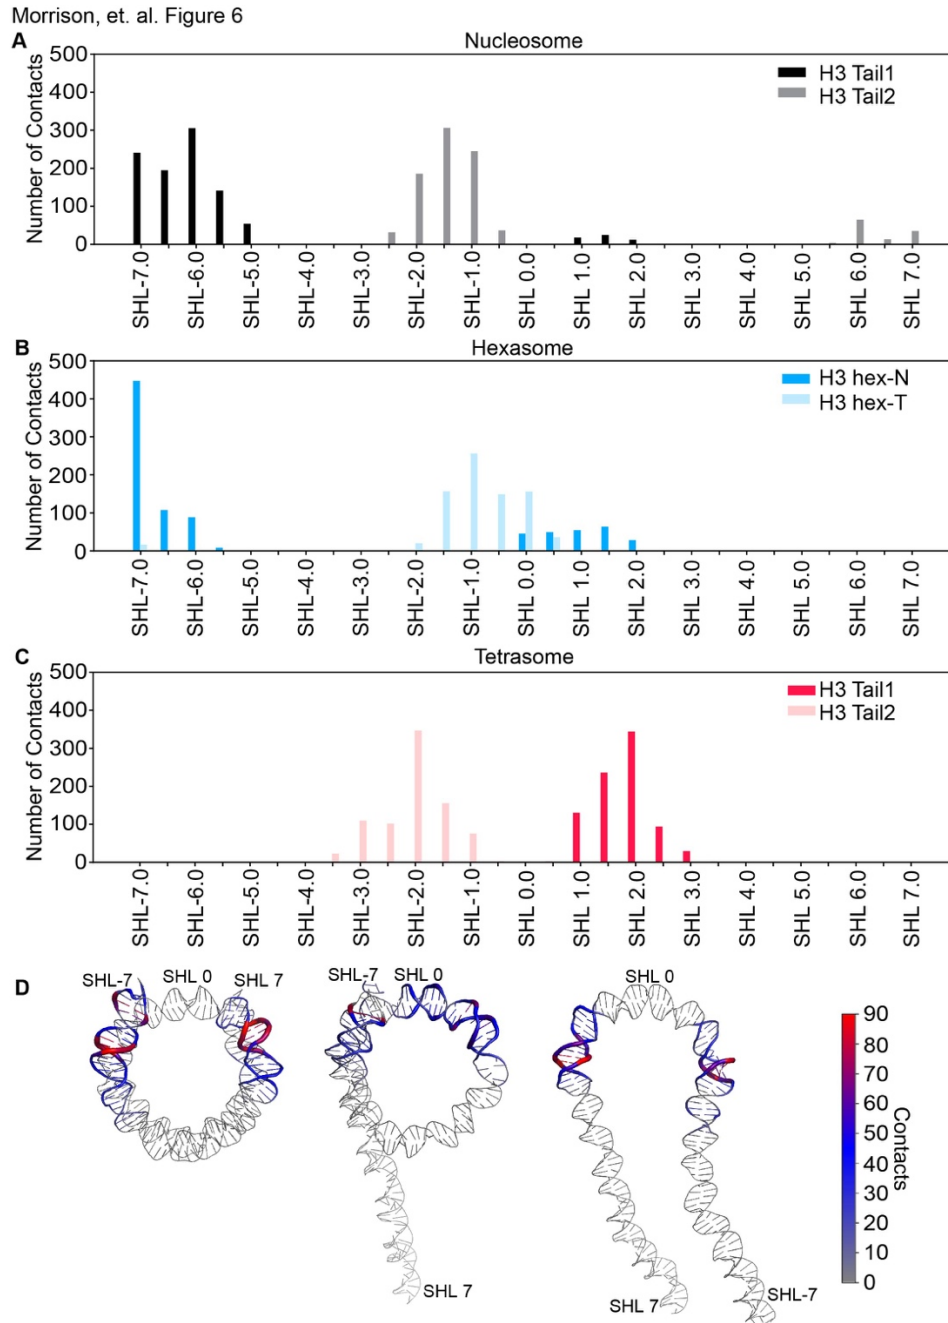 Morrison, et. al. Figure 6
A
Nucleosome
Number of Contacts
500
400
300
200
100
0
H3 Tail1
H3 Tail2
SHL-7.0
SHL-6.0
SHL-5.0
SHL-4.0
SHL-3.0
SHL-2.0
SHL-1.0
SHL 0.0
SHL 1.0
SHL 2.0
SHL 3.0
SHL 4.0
SHL 5.0
SHL 6.0
SHL 7.0
B
Hexasome
Number of Contacts
500
400
300
200
100
0
H3 hex-N
H3 hex-T
SHL-7.0
SHL-6.0
SHL-5.0
SHL-4.0
SHL-3.0
SHL-2.0
SHL-1.0
SHL 0.0
SHL 1.0
SHL 2.0
SHL 3.0
SHL 4.0
SHL 5.0
SHL 6.0
SHL 7.0
C
Tetrasome
Number of Contacts
500
400
300
200
100
0
H3 Tail1
H3 Tail2
SHL-7.0
SHL-6.0
SHL-5.0
SHL-4.0
SHL-3.0
SHL-2.0
SHL-1.0
SHL 0.0
SHL 1.0
SHL 2.0
SHL 3.0
SHL 4.0
SHL 5.0
SHL 6.0
SHL 7.0
D
SHL-7
SHL 0
SHL 7
SHL-7
SHL 0
SHL 7
SHL 0
SHL 7
SHL-7
90
80
70
60
50
40
30
20
10
0
Contacts